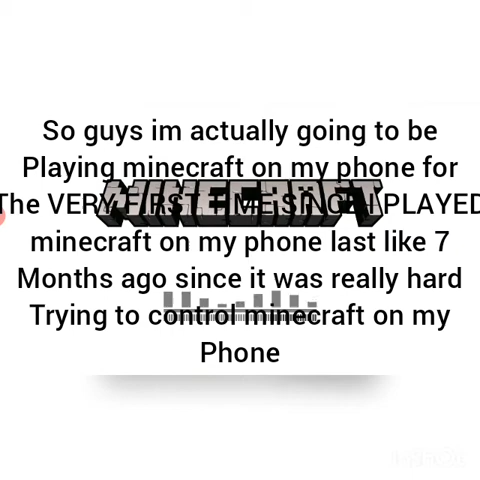 So guys im actually going to be
Playing minecraft on my phone for
The VERY FIRST TIME SINCE I PLAYED
MINECRAFT
minecraft on my phone last like 7
Months ago since it was really hard
Trying to control minecraft on my
Phone